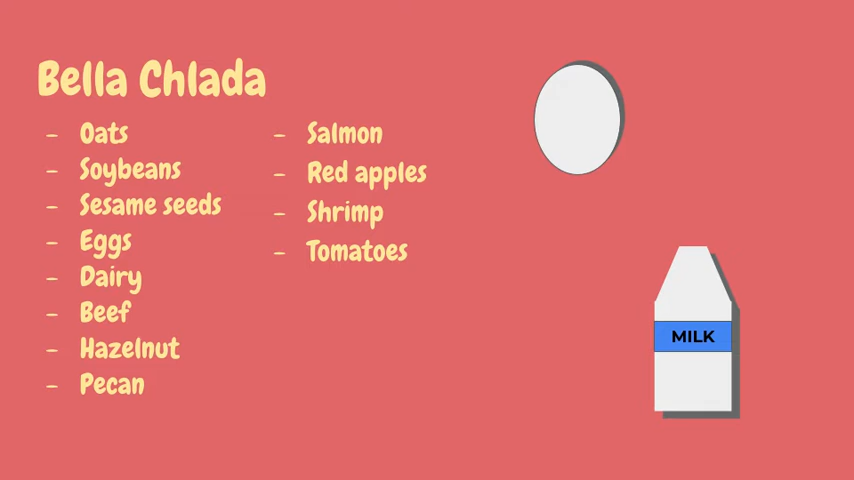 Bella Chlada
- Oats
- Soybeans
- Sesame seeds
- Eggs
- Dairy
- Beef
- Hazelnut
- Pecan
- Salmon
- Red apples
- Shrimp
- Tomatoes
MILK